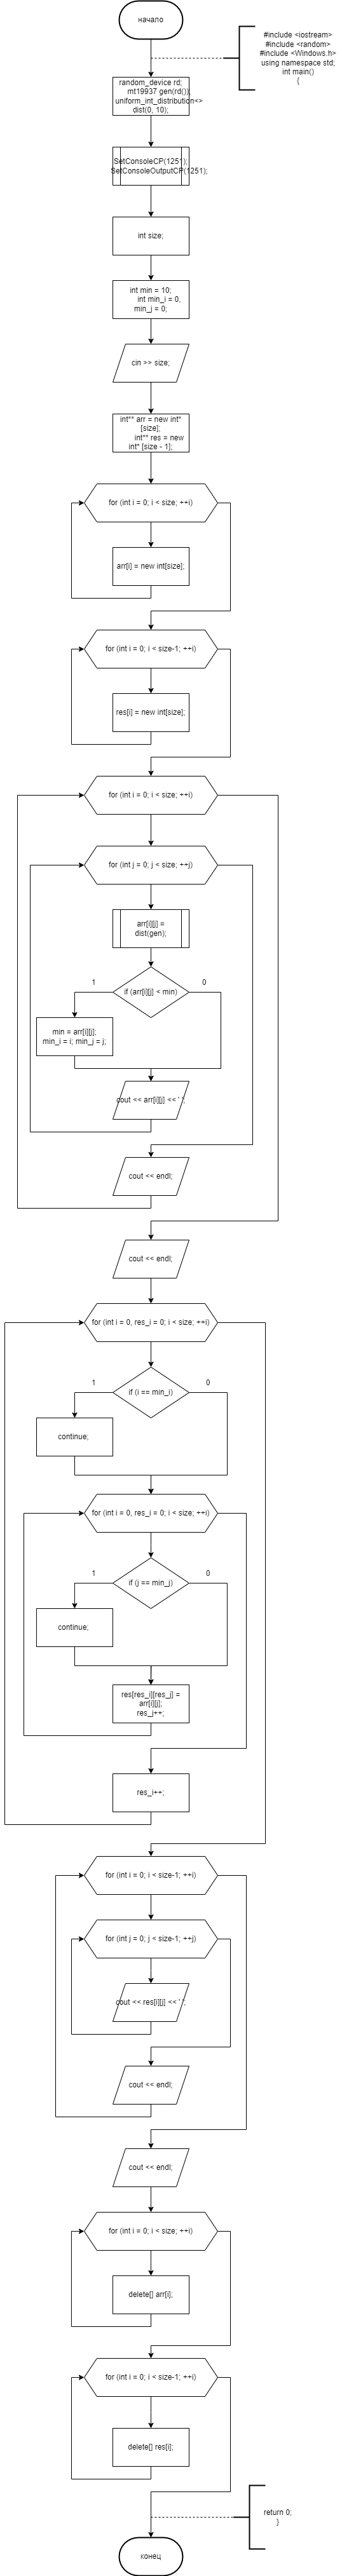 начало
#include <iostream>
#include <random>
#include <Windows.h>
using namespace std;
int main()
{
random_device rd;
mt19937 gen(rd());
uniform_int_distribution<>
dist(0, 10);
SetConsoleCP(1251);
SetConsoleOutputCP(1251);
int size;
int min = 10;
int min_i = 0,
min_j = 0;
cin >> size;
int** arr = new int*
[size];
int** res = new
int* [size - 1];
for (int i = 0; i < size; ++i)
arr[i] = new int[size];
for (int i = 0; i < size-1; ++i)
res[i] = new int[size];
for (int i = 0; i < size; ++i)
for (int j = 0; j < size; ++j)
arr[i][j] =
dist(gen);
1
if (arr[i][j] < min)
0
min = arr[i][j];
min_i = i; min_j = j;
cout << arr[i][j] << ' ';
cout << endl;
cout << endl;
for (int i = 0, res_i = 0; i < size; ++i)
1
if (i == min_i)
0
continue;
for (int i = 0, res_i = 0; i < size; ++i)
1
if (j == min_j)
0
continue;
res[res_i][res_j] =
arr[i][j];
res_j++;
res_i++;
for (int i = 0; i < size-1; ++i)
for (int j = 0; j < size-1; ++j)
cout << res[i][j] << ' ';
cout << endl;
cout << endl;
for (int i = 0; i < size; ++i)
delete[] arr[i];
for (int i = 0; i < size-1; ++i)
delete[] res[i];
return 0;
}
конец